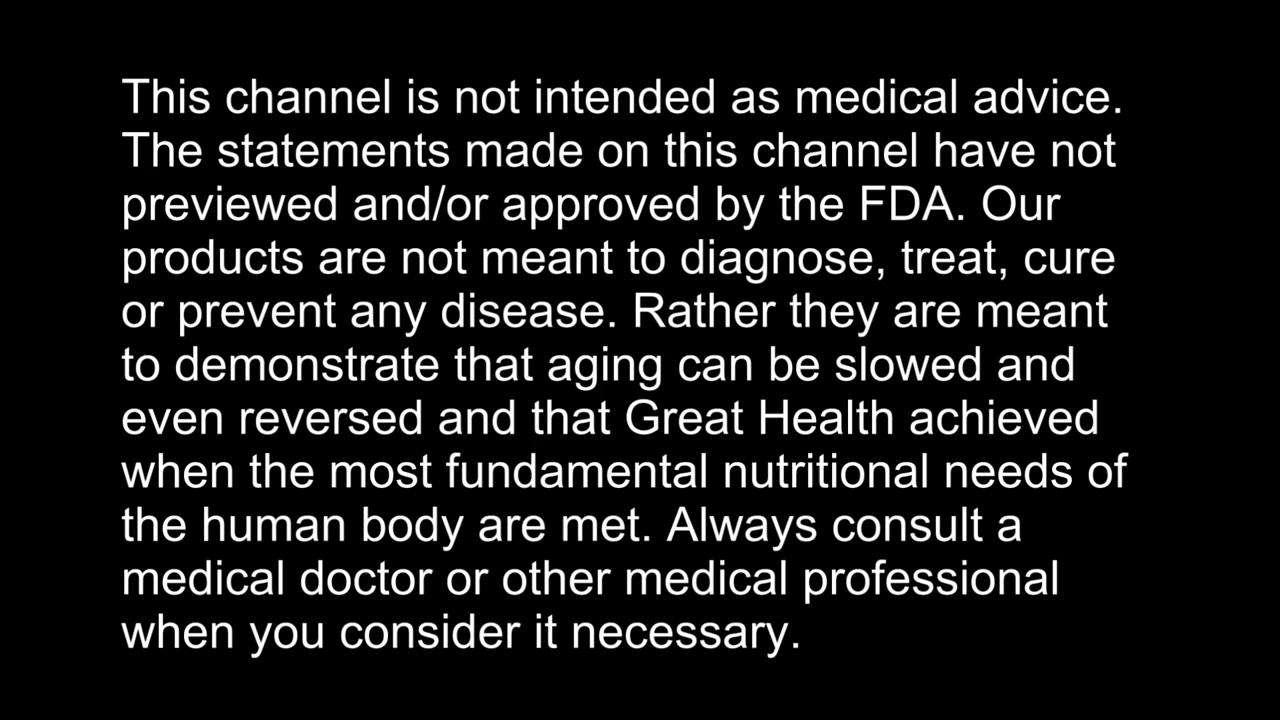 This channel is not intended as medical advice.
The statements made on this channel have not
previewed and/or approved by the FDA. Our
products are not meant to diagnose, treat, cure
or prevent any disease. Rather they are meant
to demonstrate that aging can be slowed and
even reversed and that Great Health achieved
when the most fundamental nutritional needs of
the human body are met. Always consult a
medical doctor or other medical professional
when you consider it necessary.